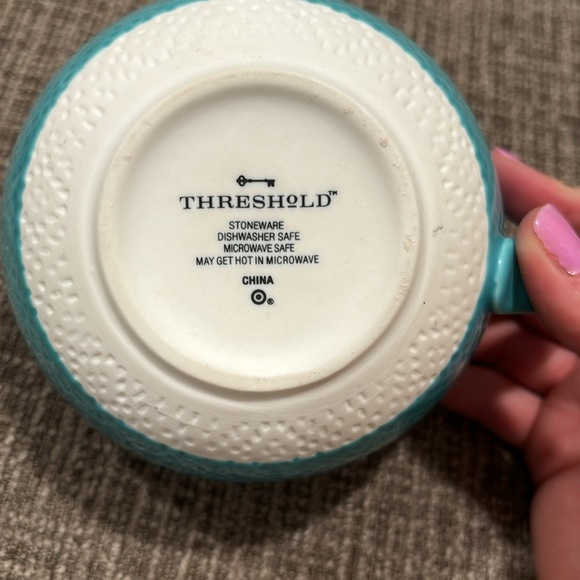 THRESHOLD™
STONEWARE
DISHWASHER SAFE
MICROWAVE SAFE
MAY GET HOT IN MICROWAVE
CHINA
®